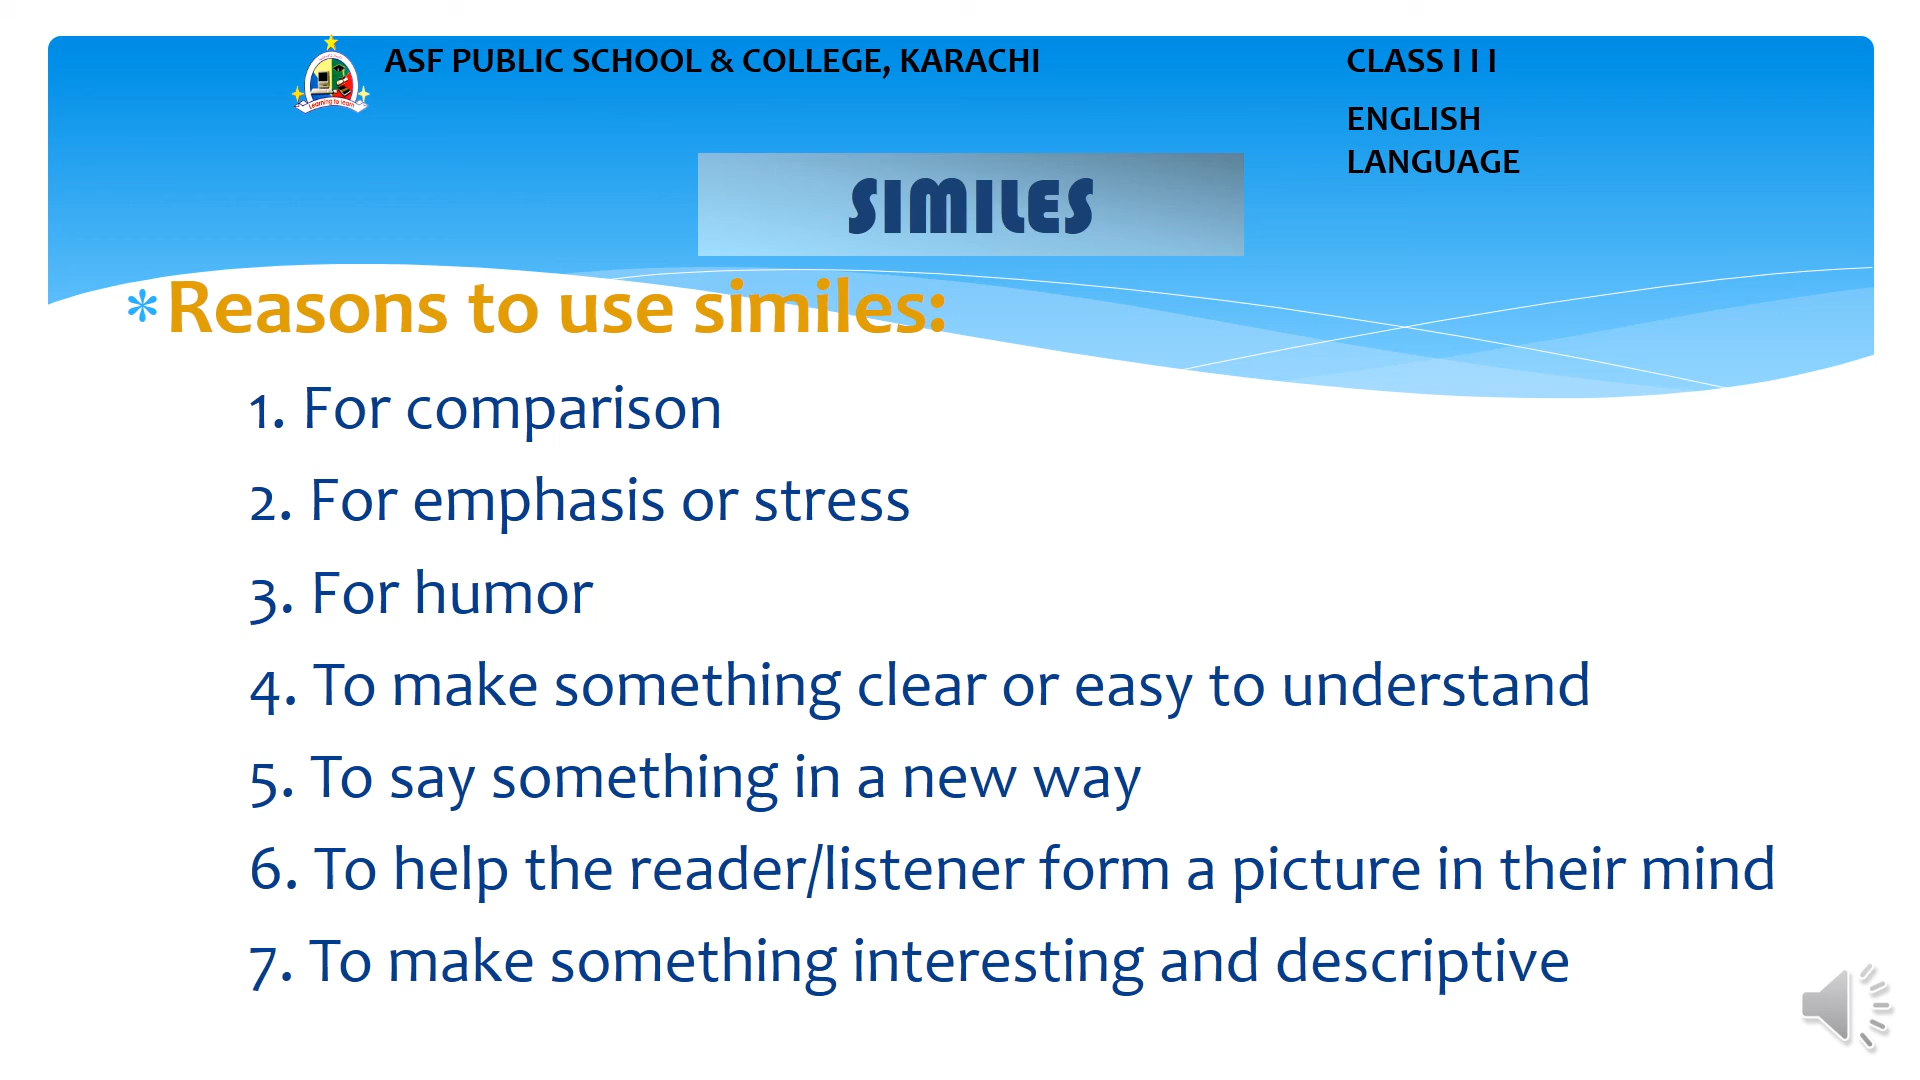 ASF PUBLIC SCHOOL & COLLEGE, KARACHI
CLASS I I I
ENGLISH
LANGUAGE
Learning to learn
SIMILES
*Reasons to use similes:
1. For comparison
2. For emphasis or stress
3. For humor
4. To make something clear or easy to understand
5. To say something in a new way
6. To help the reader/listener form a picture in their mind
7. To make something interesting and descriptive